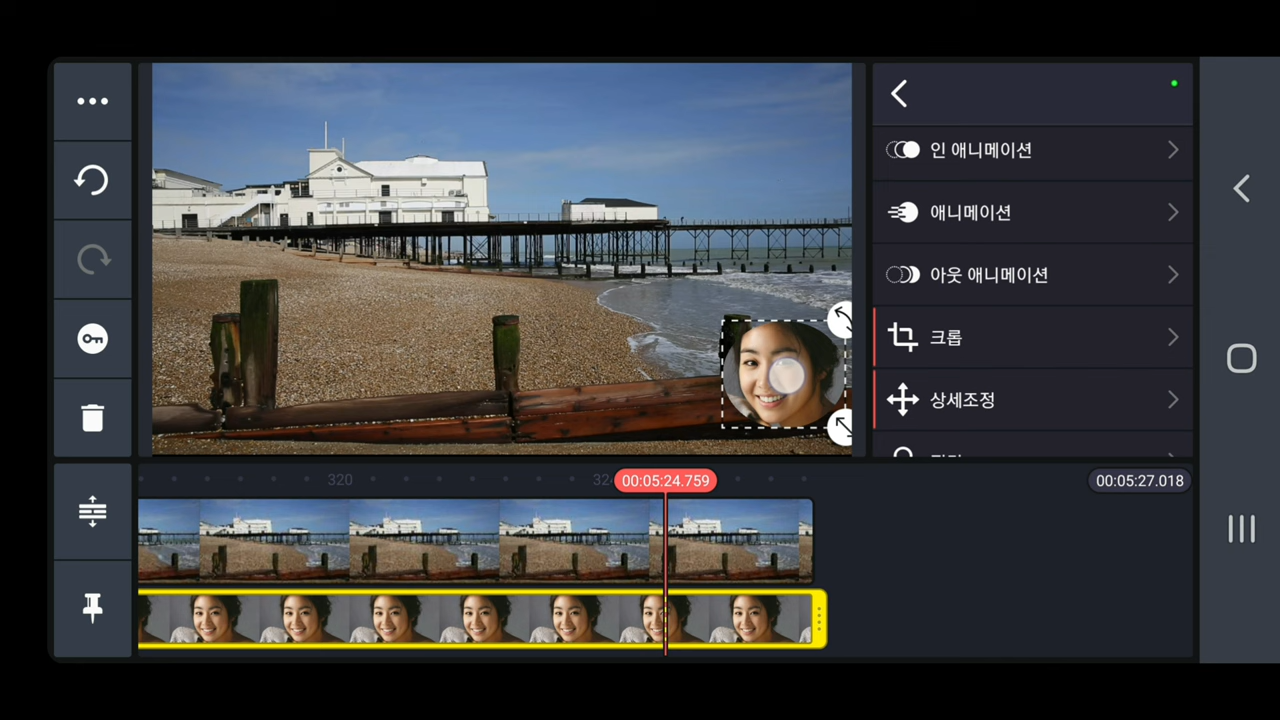 인 애니메이션
애니메이션
아웃 애니메이션
크롭
상세조정
320
00:05:24.759
00:05:27.018